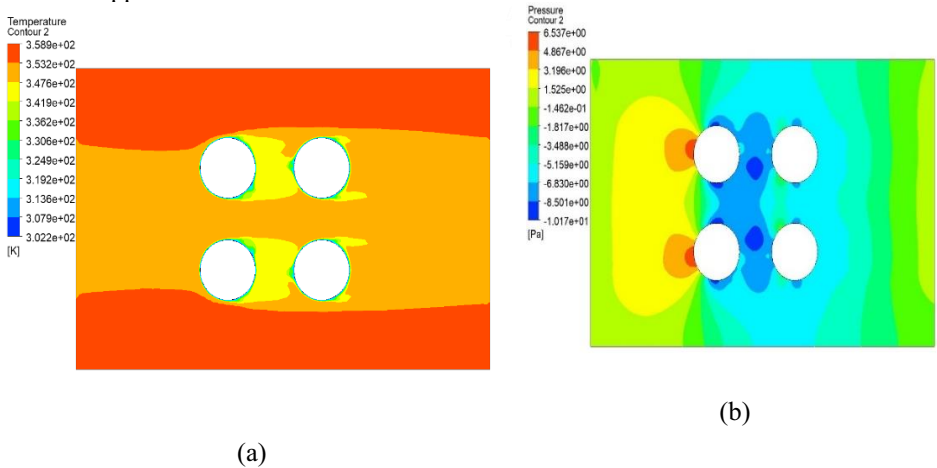 Temperature
Contour 2
3.589e+02
3.532e+02
3.476e+02
3.419e+02
3.362e+02
3.306e+02
3.249e+02
3.192e+02
3.136e+02
3.079e+02
3.022e+02
[K]
(a)
Pressure
Contour 2
6.537e+00
4.867e+00
3.196e+00
1.525e+00
-1.462e-01
-1.817e+00
-3.488e+00
-5.159e+00
-6.830e+00
-8.501e+00
-1.017e+01
[Pa]
(b)